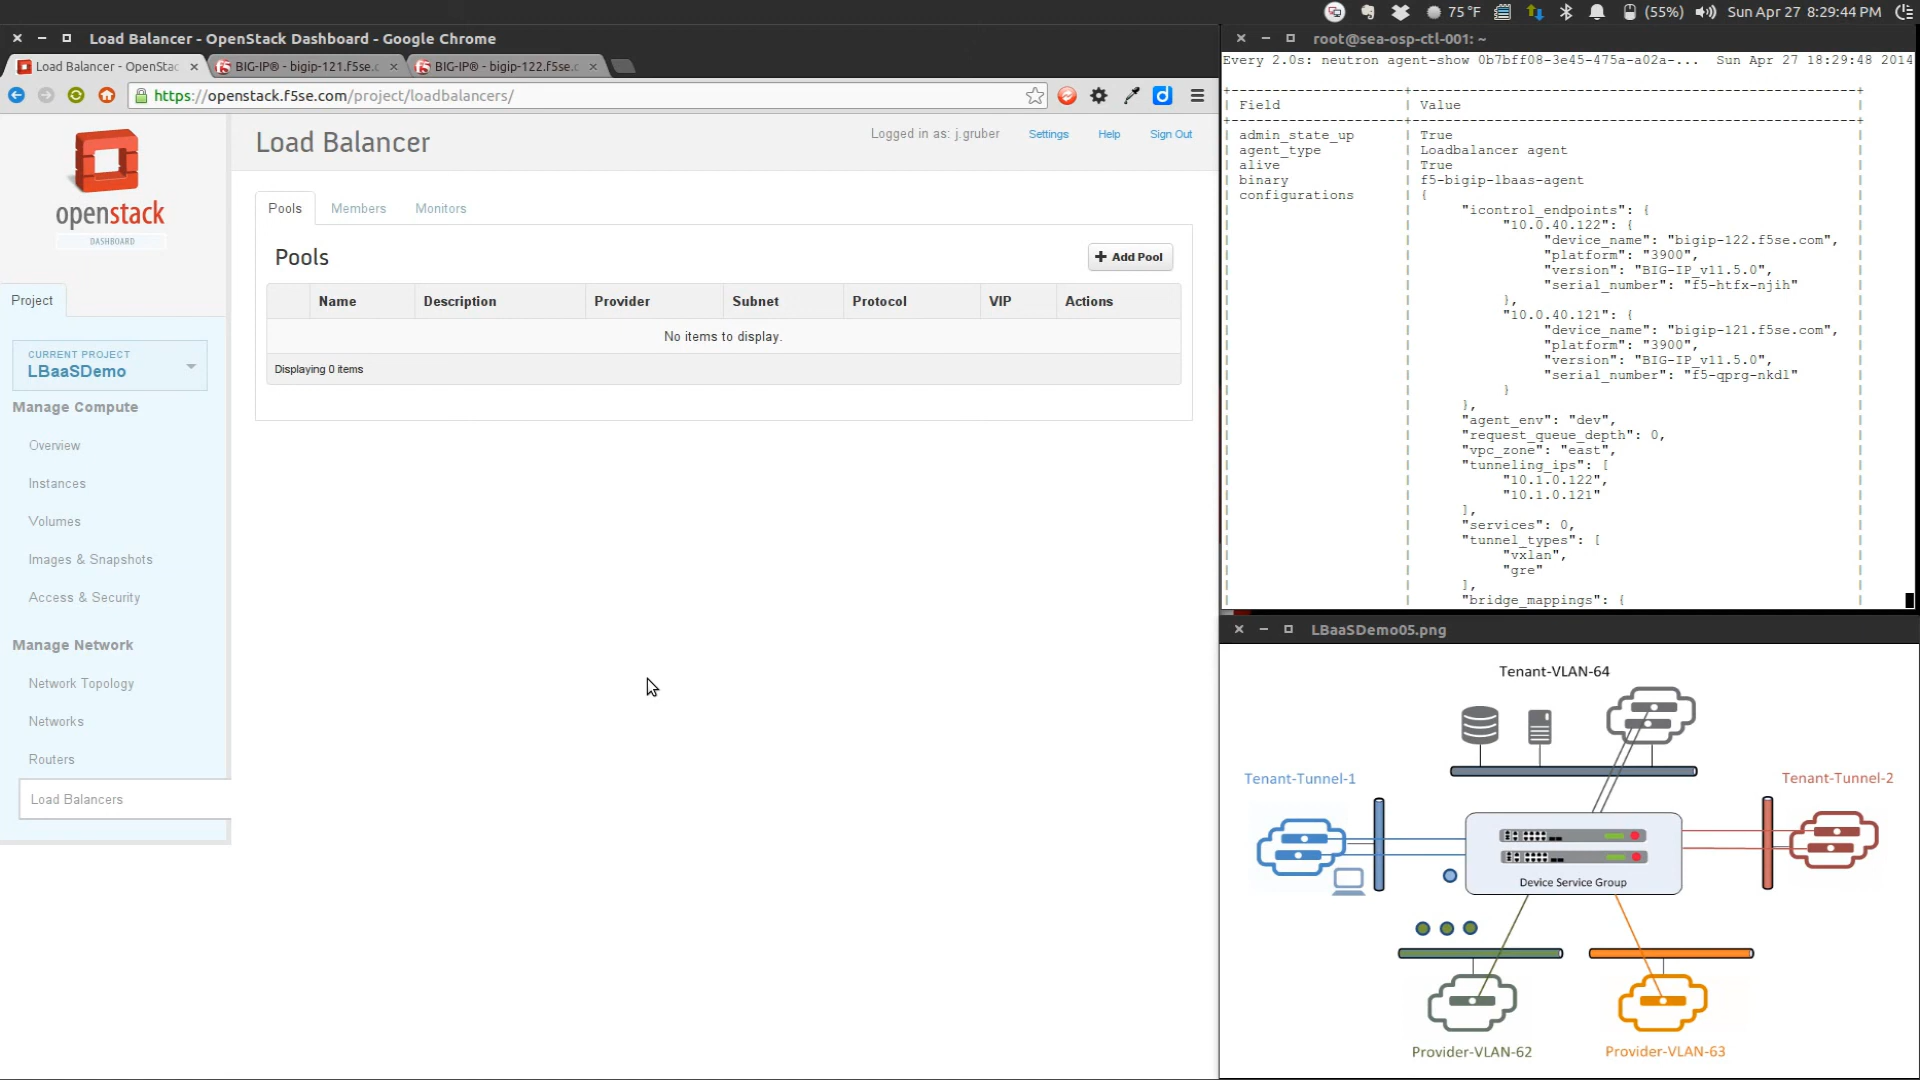 75 °F
(55%)
Sun Apr 27 8:29:44 PM
Load Balancer - OpenStack Dashboard - Google Chrome
Load Balancer - OpenStac
BIG-IP® - bigip-121.f5se.c
BIG-IP® - bigip-122.f5se.c
https://openstack.f5se.com/project/loadbalancers/
openstack
DASHBOARD
Project
CURRENT PROJECT
LBaaSDemo
Manage Compute
Overview
Instances
Volumes
Images & Snapshots
Access & Security
Manage Network
Network Topology
Networks
Routers
Load Balancers
Load Balancer
Logged in as: j.gruber
Settings
Help
Sign Out
Pools
Members
Monitors
Pools
+ Add Pool
Name Description Provider Subnet Protocol VIP Actions
No items to display.
Displaying 0 items
root@sea-osp-ctl-001: ~
Every 2.0s: neutron agent-show 0b7bff08-3e45-475a-a02a-... Sun Apr 27 18:29:48 2014
| Field | Value |
| admin_state_up | True |
| agent_type | Loadbalancer agent |
| alive | True |
| binary | f5-bigip-lbaas-agent |
| configurations | {
"icontrol_endpoints": {
"10.0.40.122": {
"device_name": "bigip-122.f5se.com",
"platform": "3900",
"version": "BIG-IP_v11.5.0",
"serial_number": "f5-htfx-njih"
},
"10.0.40.121": {
"device_name": "bigip-121.f5se.com",
"platform": "3900",
"version": "BIG-IP_v11.5.0",
"serial_number": "f5-qprg-nkdl"
}
},
"agent_env": "dev",
"request_queue_depth": 0,
"vpc_zone": "east",
"tunneling_ips": [
"10.1.0.122",
"10.1.0.121"
],
"services": 0,
"tunnel_types": [
"vxlan",
"gre"
],
"bridge_mappings": {
LBaaSDemo05.png
Tenant-VLAN-64
Tenant-Tunnel-1
Tenant-Tunnel-2
Device Service Group
Provider-VLAN-62
Provider-VLAN-63